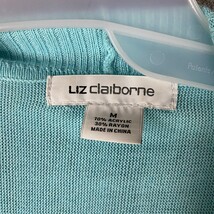 LIZ claiborne
M
70% ACRYLIC
30% RAYON
MADE IN CHINA